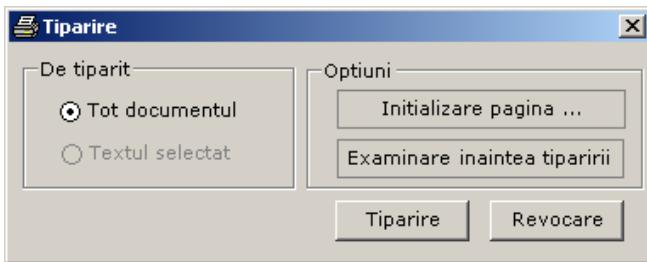 Tiparire
De tiparit
Tot documentul
Textul selectat
Optiuni
Initializare pagina ...
Examinare inaintea tiparirii
Tiparire
Revocare